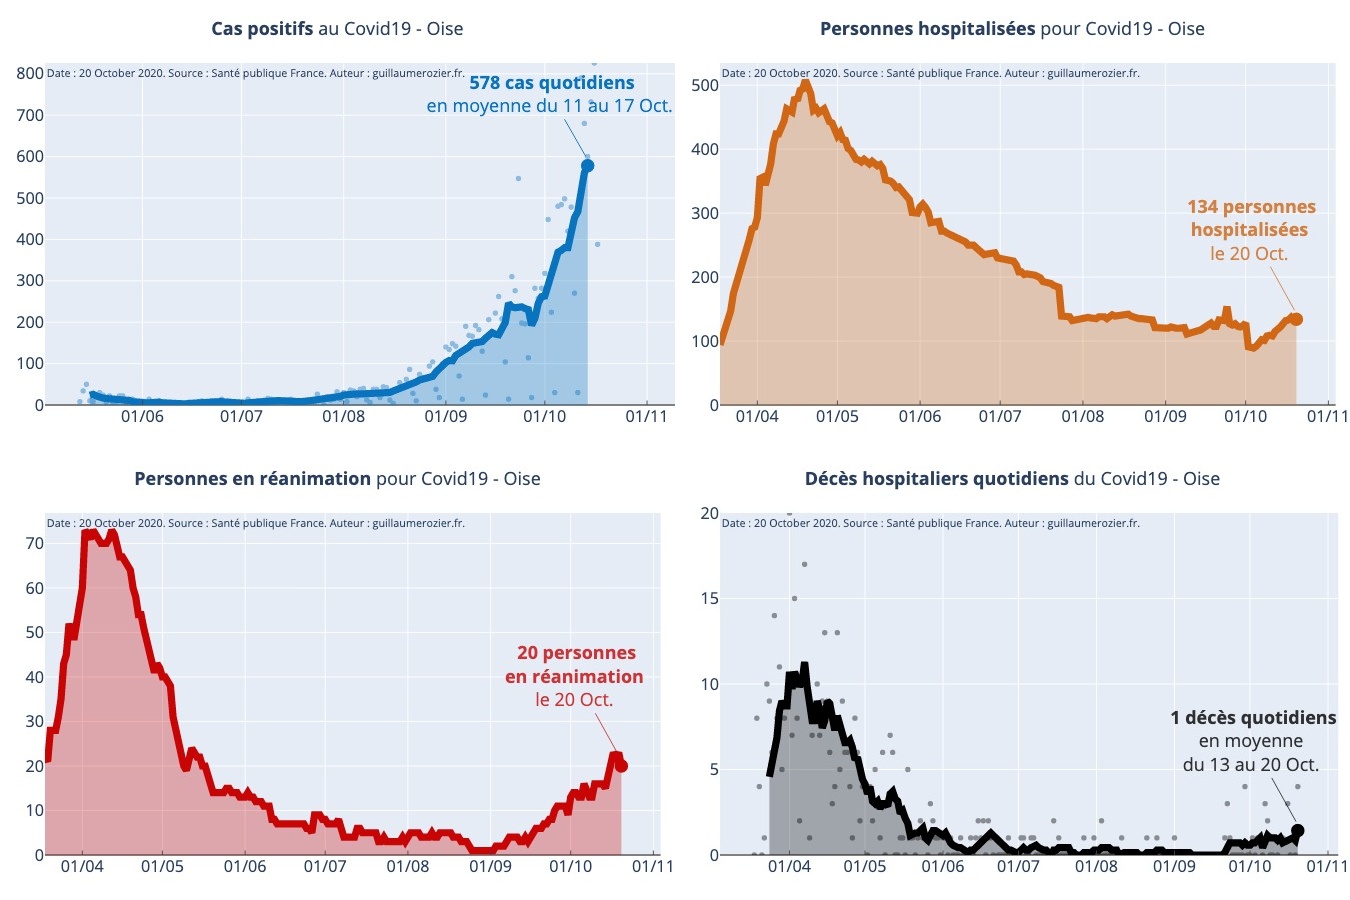 Cas positifs au Covid19 - Oise
Date : 20 October 2020. Source : Santé publique France. Auteur : guillaumerozier.fr.
578 cas quotidiens
en moyenne du 11 au 17 Oct.
800
700
600
500
400
300
200
100
0
01/06 01/07 01/08 01/09 01/10 01/11
Personnes hospitalisées pour Covid19 - Oise
Date : 20 October 2020. Source : Santé publique France. Auteur : guillaumerozier.fr.
500
400
300
200
100
0
134 personnes
hospitalisées
le 20 Oct.
01/04 01/05 01/06 01/07 01/08 01/09 01/10 01/11
Personnes en réanimation pour Covid19 - Oise
Date : 20 October 2020. Source : Santé publique France. Auteur : guillaumerozier.fr.
70
60
50
40
30
20
10
0
20 personnes
en réanimation
le 20 Oct.
01/04 01/05 01/06 01/07 01/08 01/09 01/10 01/11
Décès hospitaliers quotidiens du Covid19 - Oise
20
Date : 20 October 2020. Source : Santé publique France. Auteur : guillaumerozier.fr.
15
10
5
0
1 décès quotidiens
en moyenne
du 13 au 20 Oct.
01/04 01/05 01/06 01/07 01/08 01/09 01/10 01/11